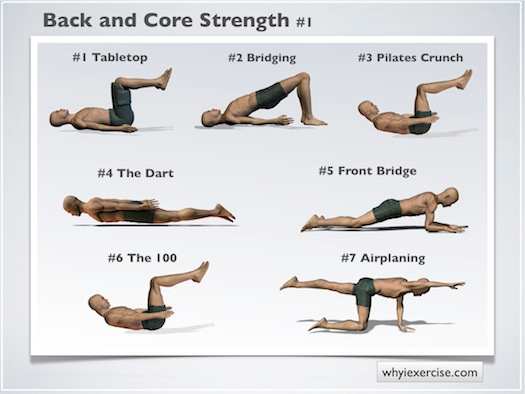 Back and Core Strength #1
#1 Tabletop
#2 Bridging
#3 Pilates Crunch
#4 The Dart
#5 Front Bridge
#6 The 100
#7 Airplaning
whyiexercise.com